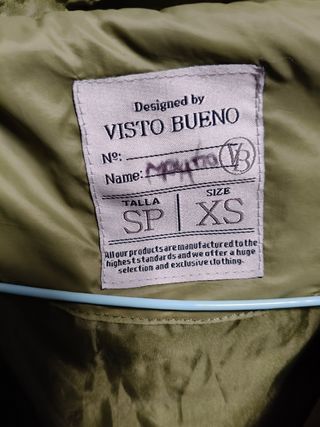 Designed by
VISTO BUENO
Nº:
Name:
VB
TALLA SIZE
SP XS
All our products are manufactured to the
highest standards and we offer a huge
selection and exclusive clothing.